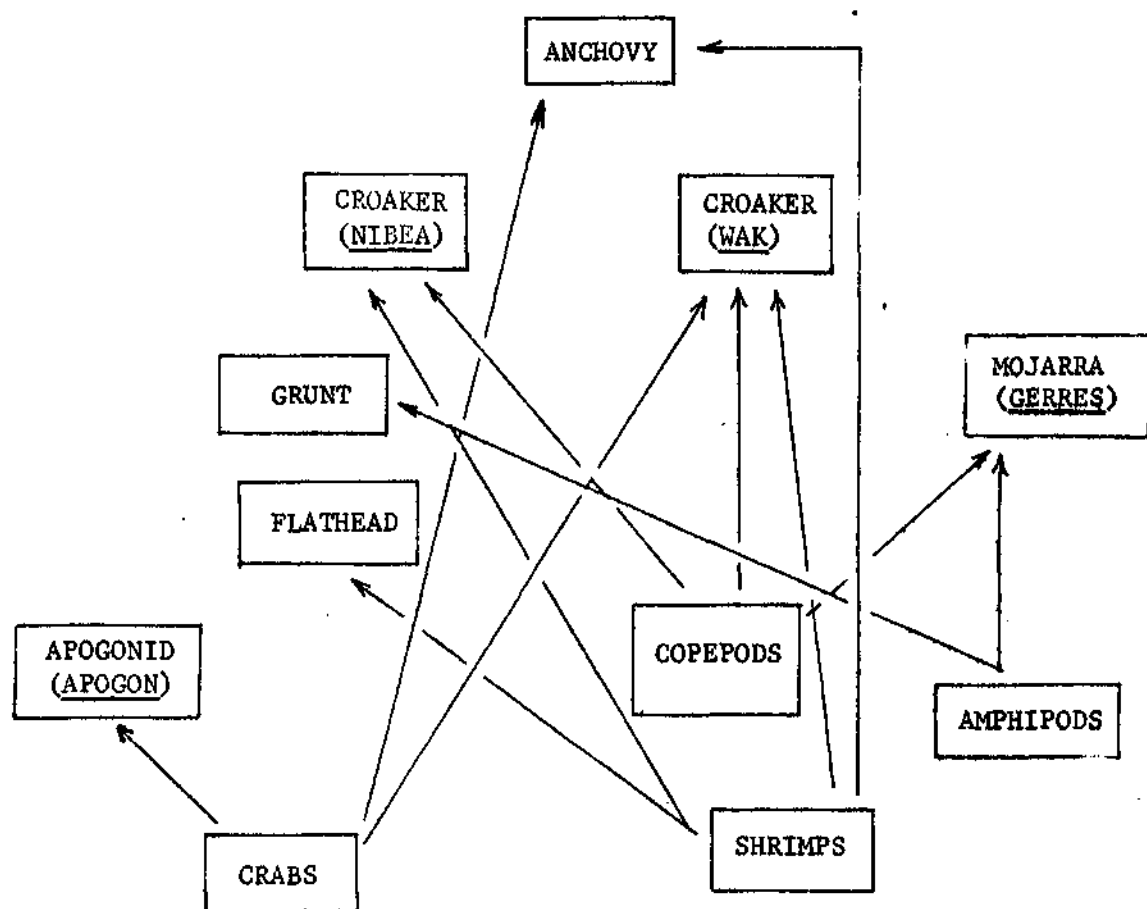 ANCHOVY
CROAKER
(NIBEA)
CROAKER
(WAK)
GRUNT
MOJARRA
(GERRES)
FLATHEAD
APOGONID
(APOGON)
COPEPODS
AMPHIPODS
CRABS
SHRIMPS